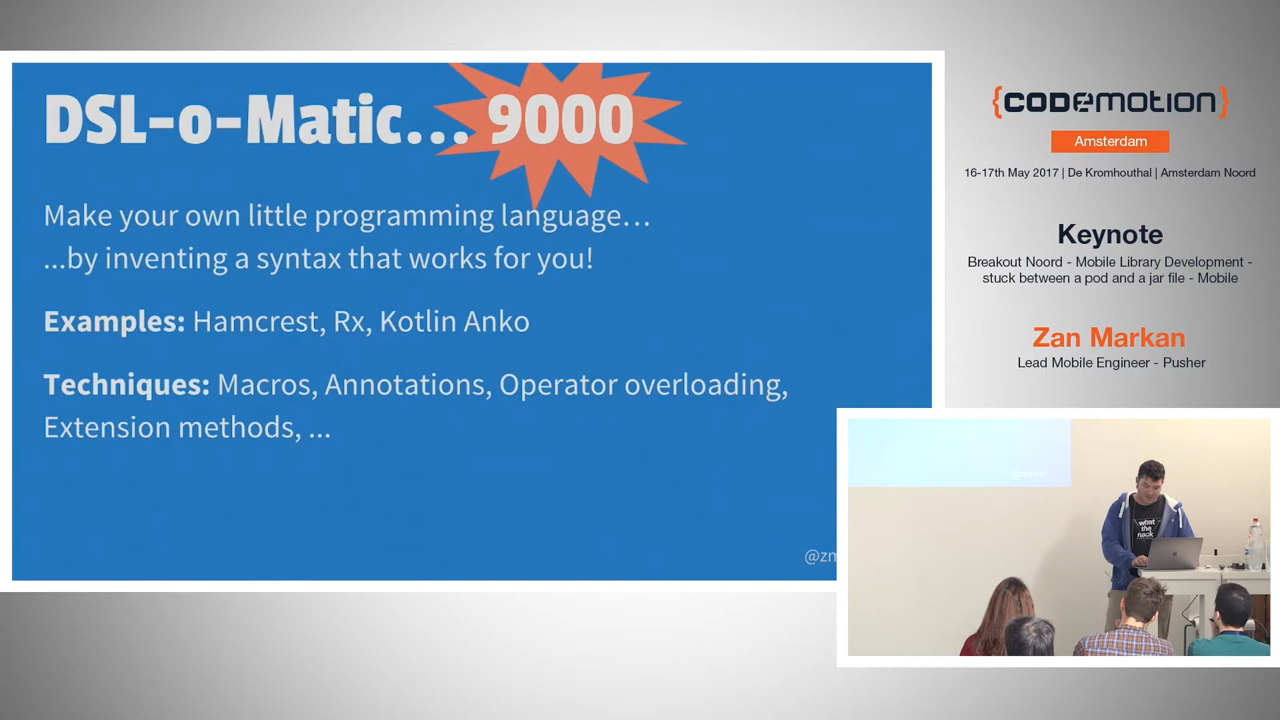 DSL-o-Matic... 9000
Make your own little programming language...
...by inventing a syntax that works for you!
Examples: Hamcrest, Rx, Kotlin Anko
Techniques: Macros, Annotations, Operator overloading,
Extension methods, ...
{CODEMOTION}
Amsterdam
16-17th May 2017 | De Kromhouthal | Amsterdam Noord
Keynote
Breakout Noord - Mobile Library Development -
stuck between a pod and a jar file - Mobile
Zan Markan
Lead Mobile Engineer - Pusher
what
the